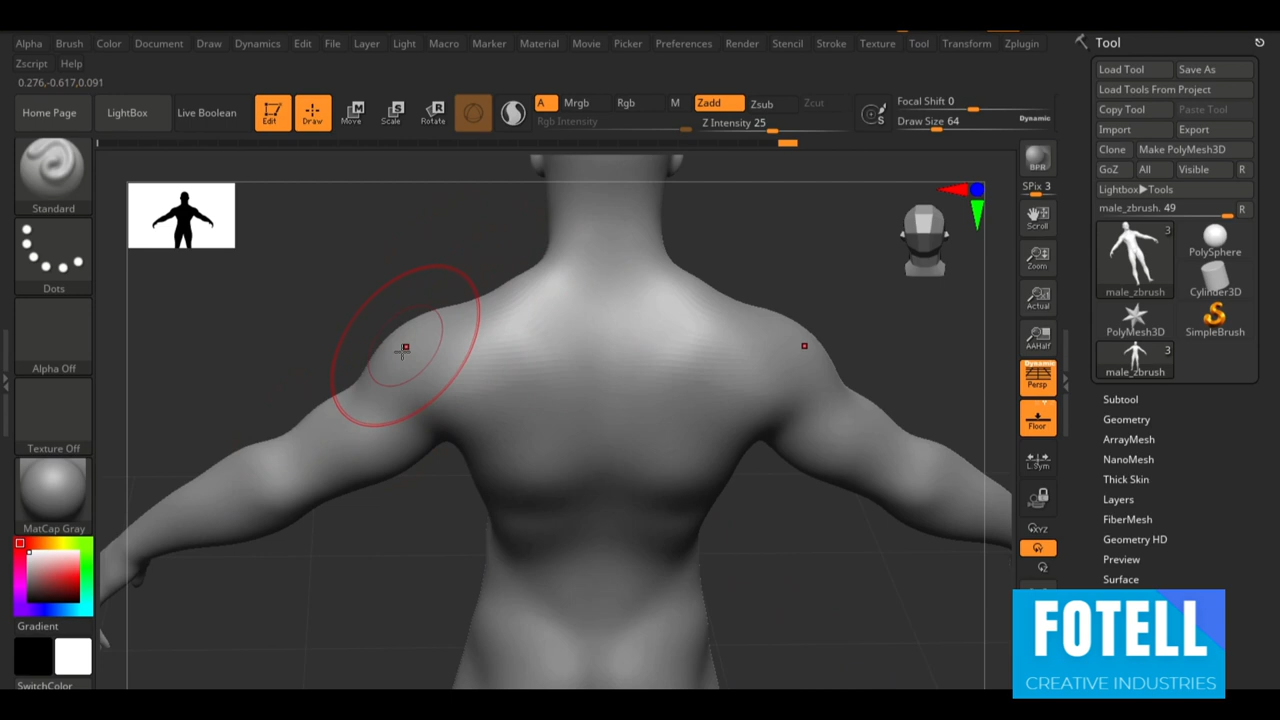 Alpha Brush Color Document Draw Dynamics Edit File Layer Light Macro Marker Material Movie Picker Preferences Render Stencil Stroke Texture Tool Transform Zplugin
Zscript Help
0.276,-0.617,0.091
Home Page LightBox Live Boolean Edit Draw Move Scale Rotate
M S R
A Mrgb Rgb M Zadd Zsub Zcut
Rgb Intensity Z Intensity 25
S
Focal Shift 0
Draw Size 64 Dynamic
Standard
Dots
Alpha Off
Texture Off
MatCap Gray
Gradient
SwitchColor
BPR
SPix 3
Scroll
Zoom
Actual
AAHalf
Dynamic
Persp
Floor
L.Sym
XYZ
Y
Z
Tool
Load Tool Save As
Load Tools From Project
Copy Tool Paste Tool
Import Export
Clone Make PolyMesh3D
GoZ All Visible R
Lightbox▶Tools
male_zbrush. 49 R
3
male_zbrush
PolySphere
Cylinder3D
PolyMesh3D
SimpleBrush
3
male_zbrush
Subtool
Geometry
ArrayMesh
NanoMesh
Thick Skin
Layers
FiberMesh
Geometry HD
Preview
Surface
FOTELL
CREATIVE INDUSTRIES